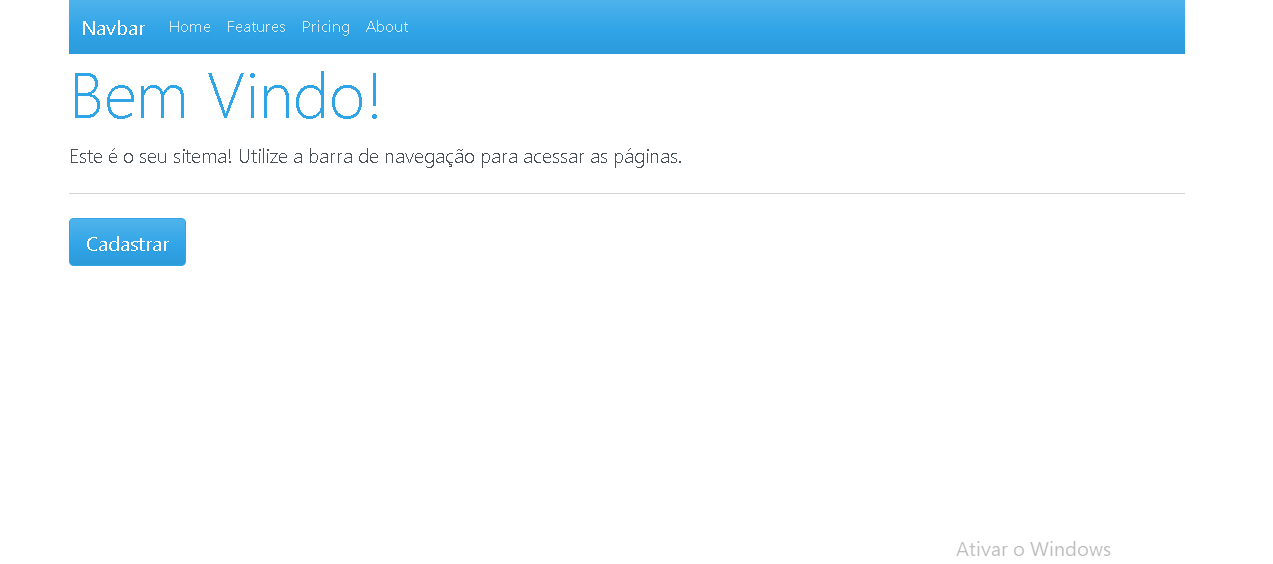 Navbar Home Features Pricing About
Bem Vindo!
Este é o seu sitema! Utilize a barra de navegação para acessar as páginas.
Cadastrar
Ativar o Windows